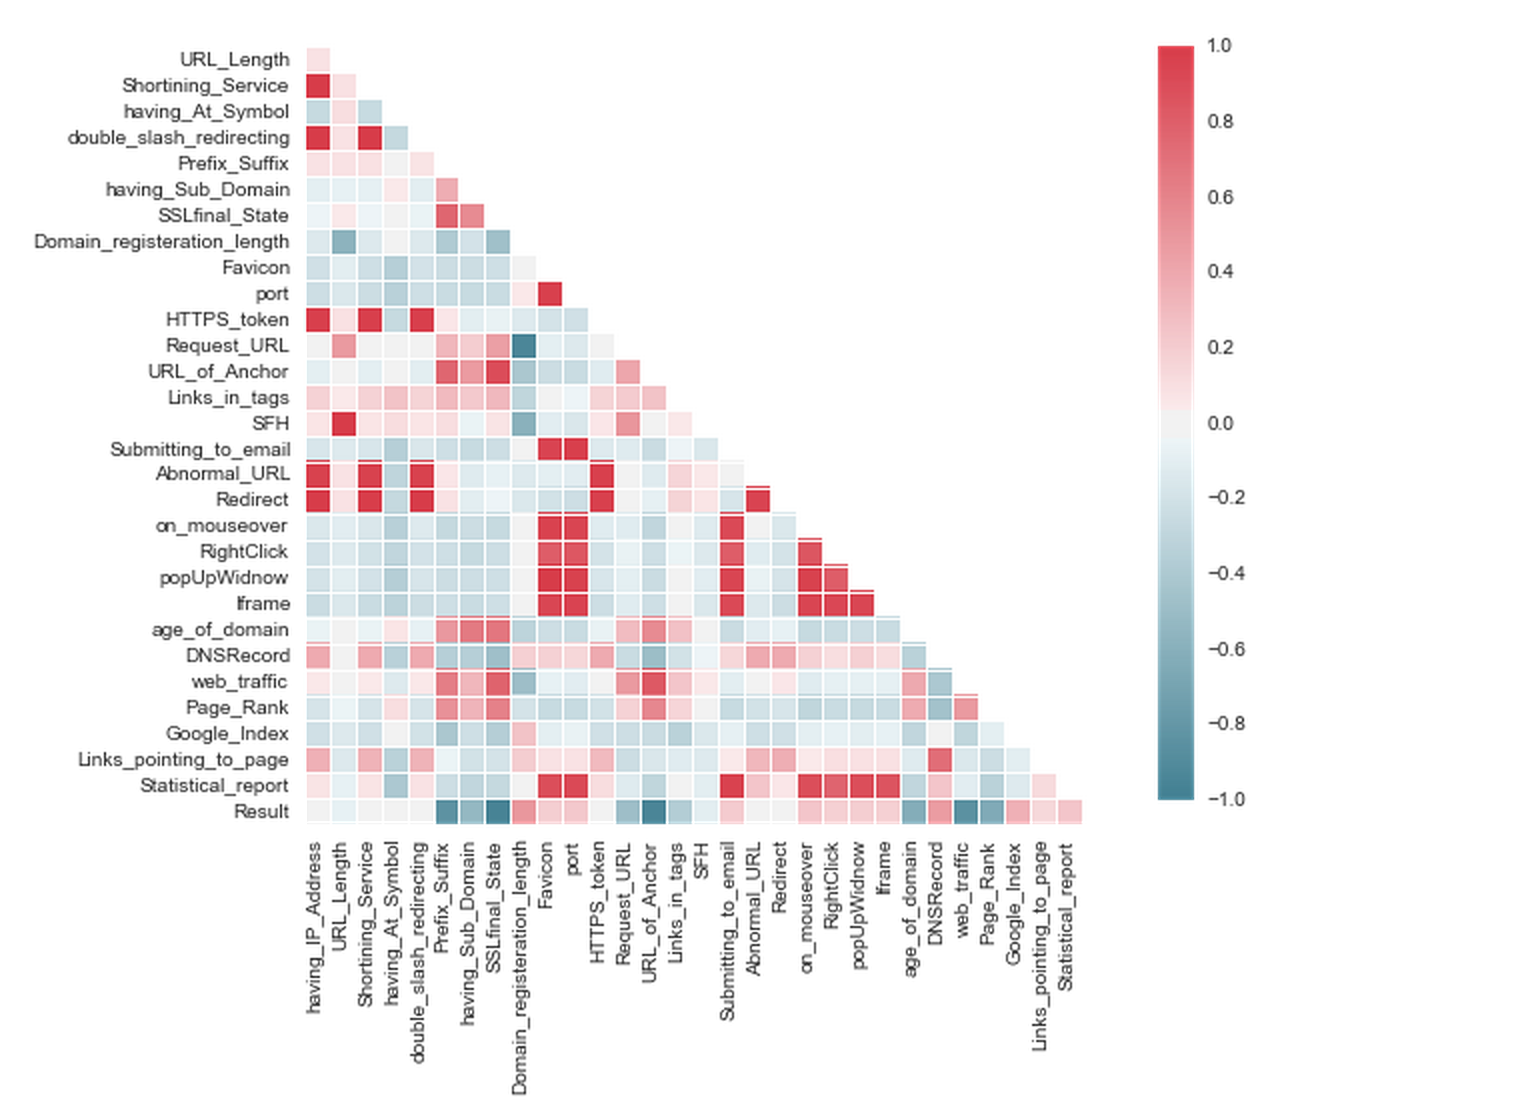 URL_Length
Shortining_Service
having_At_Symbol
double_slash_redirecting
Prefix_Suffix
having_Sub_Domain
SSLfinal_State
Domain_registeration_length
Favicon
port
HTTPS_token
Request_URL
URL_of_Anchor
Links_in_tags
SFH
Submitting_to_email
Abnormal_URL
Redirect
on_mouseover
RightClick
popUpWidnow
Iframe
age_of_domain
DNSRecord
web_traffic
Page_Rank
Google_Index
Links_pointing_to_page
Statistical_report
Result
having_IP_Address
URL_Length
Shortining_Service
having_At_Symbol
double_slash_redirecting
Prefix_Suffix
having_Sub_Domain
SSLfinal_State
Domain_registeration_length
Favicon
port
HTTPS_token
Request_URL
URL_of_Anchor
Links_in_tags
SFH
Submitting_to_email
Abnormal_URL
Redirect
on_mouseover
RightClick
popUpWidnow
Iframe
age_of_domain
DNSRecord
web_traffic
Page_Rank
Google_Index
Links_pointing_to_page
Statistical_report
1.0
0.8
0.6
0.4
0.2
0.0
−0.2
−0.4
−0.6
−0.8
−1.0